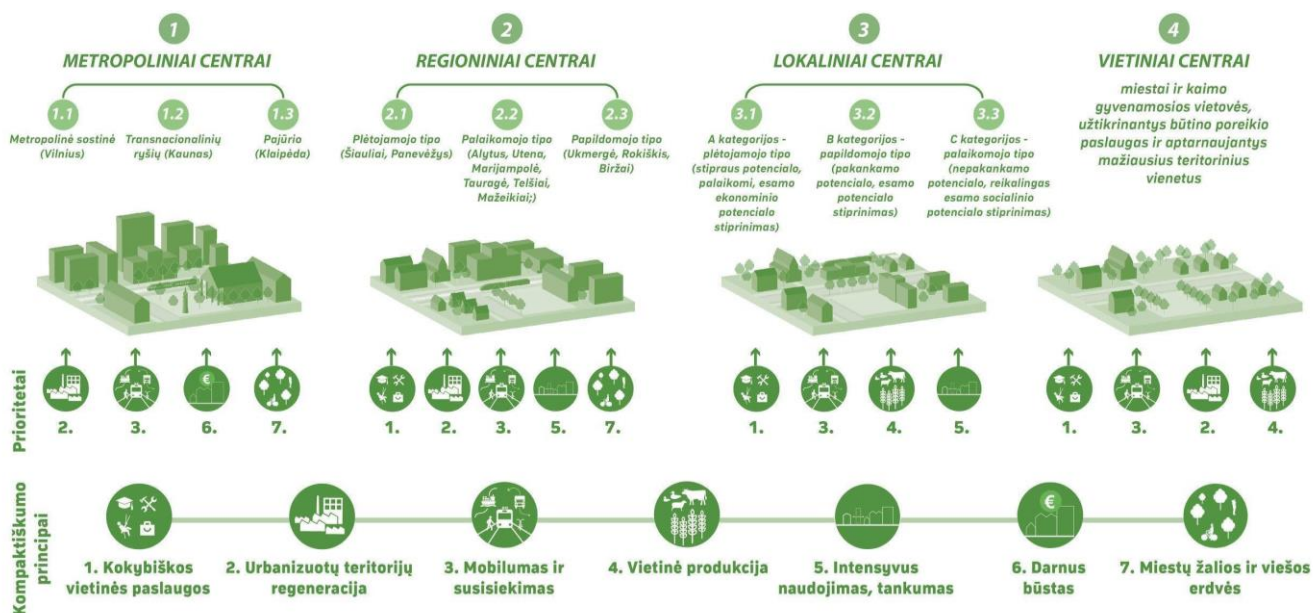 1
METROPOLINIAI CENTRAI
1.1
Metropolinė sostinė
(Vilnius)
1.2
Transnacionalinių
ryšių (Kaunas)
1.3
Pajūrio
(Klaipėda)
2
REGIONINIAI CENTRAI
2.1
Plėtojamojo tipo
(Šiauliai, Panevėžys)
2.2
Palaikomojo tipo
(Alytus, Utena,
Marijampolė,
Tauragė, Telšiai,
Mažeikiai;)
2.3
Papildomojo tipo
(Ukmergė, Rokiškis,
Biržai)
3
LOKALINIAI CENTRAI
3.1
A kategorijos -
plėtojamojo tipo
(stipraus potencialo,
palaikomi, esamo
ekonominio
potencialo
stiprinimas)
3.2
B kategorijos -
papildomojo tipo
(pakankamo
potencialo, esamo
potencialo
stiprinimas)
3.3
C kategorijos -
palaikomojo tipo
(nepakankamo
potencialo, reikalingas
esamo socialinio
potencialo stiprinimas)
4
VIETINIAI CENTRAI
miestai ir kaimo
gyvenamosios vietovės,
užtikrinantys būtino poreikio
paslaugas ir aptarnaujantys
mažiausius teritorinius
vienetus
Prioritetai
€
2. 3. 6. 7.
1. 2. 3. 5. 7.
1. 3. 4. 5.
1. 3. 2. 4.
Kompaktiškumo
principai
€
1. Kokybiškos
vietinės paslaugos
2. Urbanizuotų teritorijų
regeneracija
3. Mobilumas ir
susisiekimas
4. Vietinė produkcija
5. Intensyvus
naudojimas, tankumas
6. Darnus
būstas
7. Miestų žalios ir viešos
erdvės